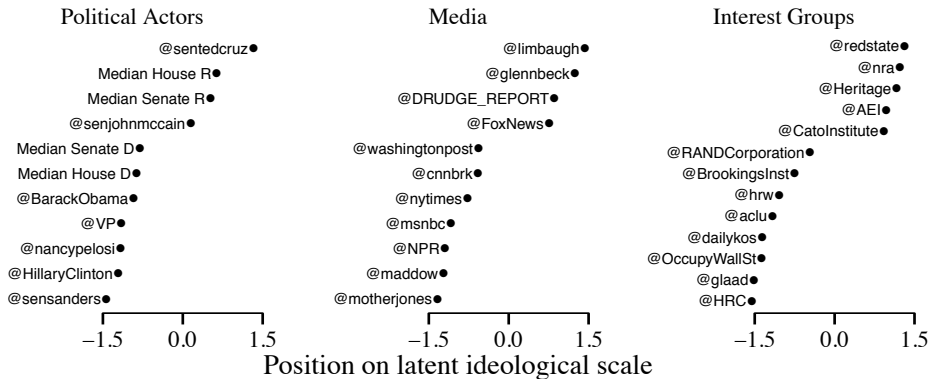 Political Actors
@sentedcruz
Median House R
Median Senate R
@senjohnmccain
Median Senate D
Median House D
@BarackObama
@VP
@nancypelosi
@HillaryClinton
@sensanders
−1.5 0.0 1.5
Media
@limbaugh
@glennbeck
@DRUDGE_REPORT
@FoxNews
@washingtonpost
@cnnbrk
@nytimes
@msnbc
@NPR
@maddow
@motherjones
−1.5 0.0 1.5
Interest Groups
@redstate
@nra
@Heritage
@AEI
@CatoInstitute
@RANDCorporation
@BrookingsInst
@hrw
@aclu
@dailykos
@OccupyWallSt
@glaad
@HRC
−1.5 0.0 1.5
Position on latent ideological scale